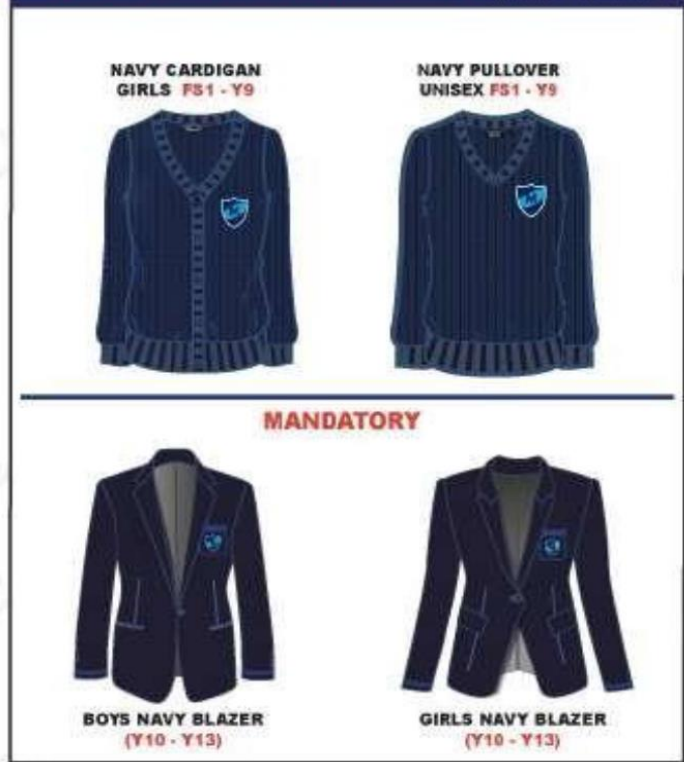 NAVY CARDIGAN
GIRLS FS1 - Y9
NAVY PULLOVER
UNISEX FS1 - Y9
MANDATORY
BOYS NAVY BLAZER
(Y10 - Y13)
GIRLS NAVY BLAZER
(Y10 - Y13)